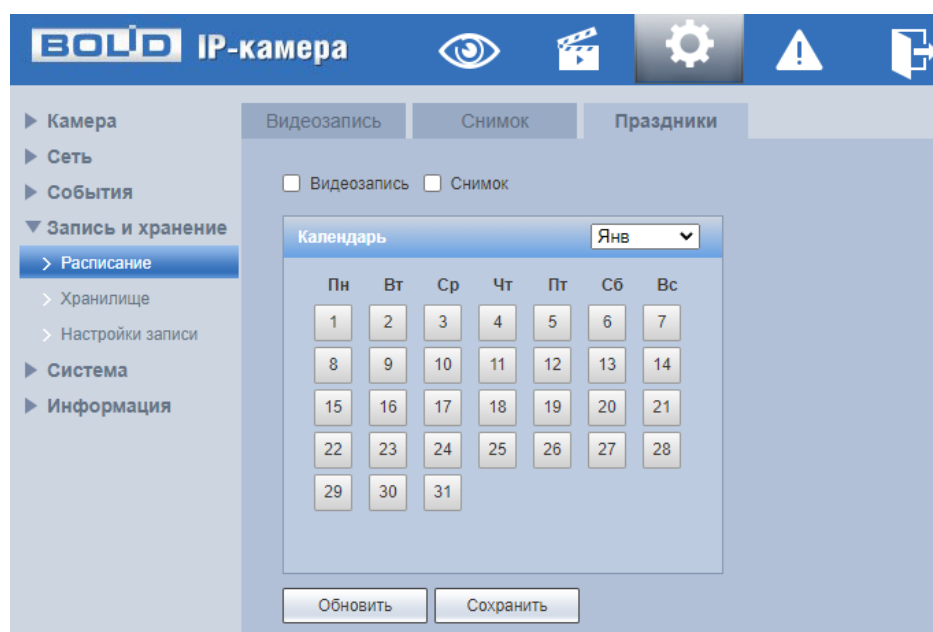 BOLID IP-камера
Камера
Сеть
События
Запись и хранение
Расписание
Хранилище
Настройки записи
Система
Информация
Видеозапись Снимок Праздники
Видеозапись Снимок
Календарь Янв
Пн Вт Ср Чт Пт Сб Вс
1 2 3 4 5 6 7
8 9 10 11 12 13 14
15 16 17 18 19 20 21
22 23 24 25 26 27 28
29 30 31
Обновить Сохранить